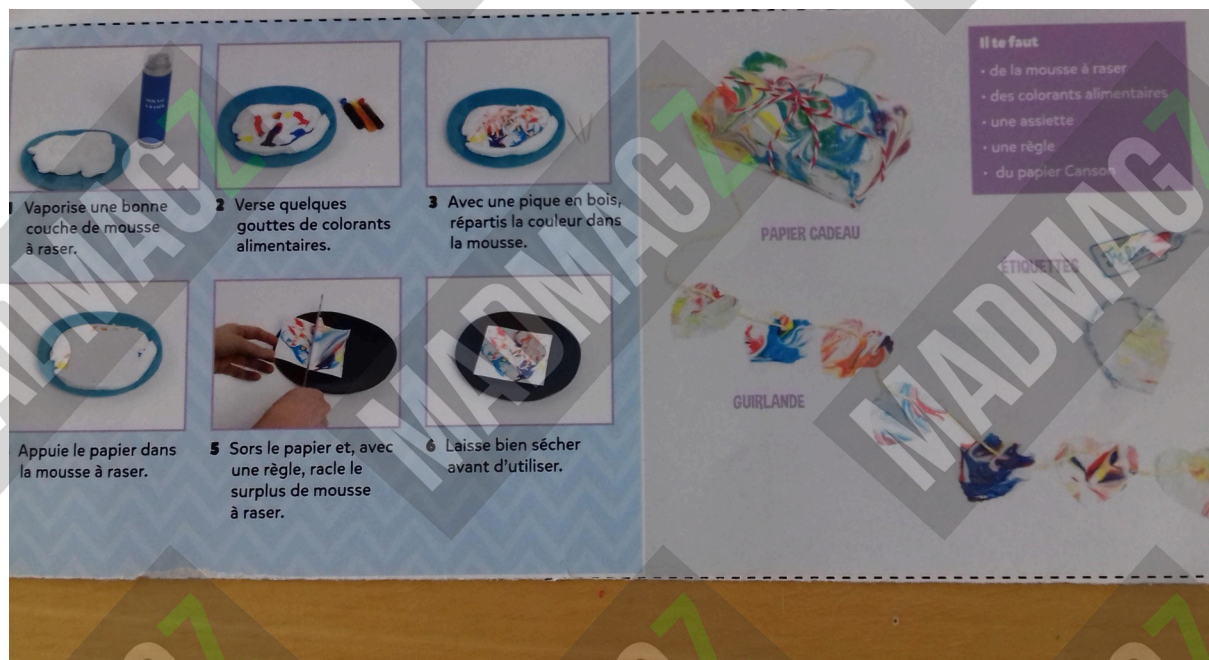 1 Vaporise une bonne
couche de mousse
à raser.
2 Verse quelques
gouttes de colorants
alimentaires.
3 Avec une pique en bois,
répartis la couleur dans
la mousse.
Appuie le papier dans
la mousse à raser.
5 Sors le papier et, avec
une règle, racle le
surplus de mousse
à raser.
6 Laisse bien sécher
avant d'utiliser.
Il te faut
• de la mousse à raser
• des colorants alimentaires
• une assiette
• une règle
• du papier Canson
PAPIER CADEAU
ÉTIQUETTES
GUIRLANDE
MADMAGZ
MADMAGZ
MADMAGZ